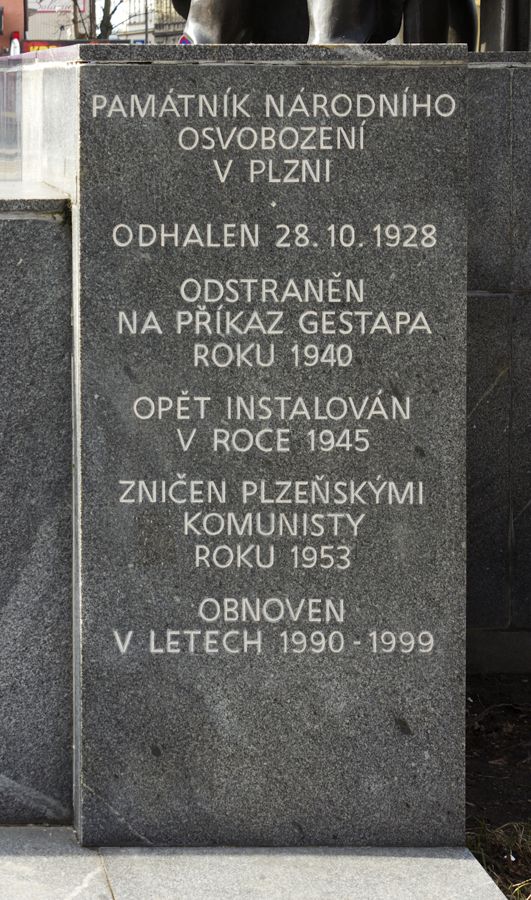 PAMÁTNÍK NÁRODNÍHO
OSVOBOZENÍ
V PLZNI
ODHALEN 28. 10. 1928
ODSTRANĚN
NA PŘÍKAZ GESTAPA
ROKU 1940
OPĚT INSTALOVÁN
V ROCE 1945
ZNIČEN PLZEŇSKÝMI
KOMUNISTY
ROKU 1953
OBNOVEN
V LETECH 1990 - 1999